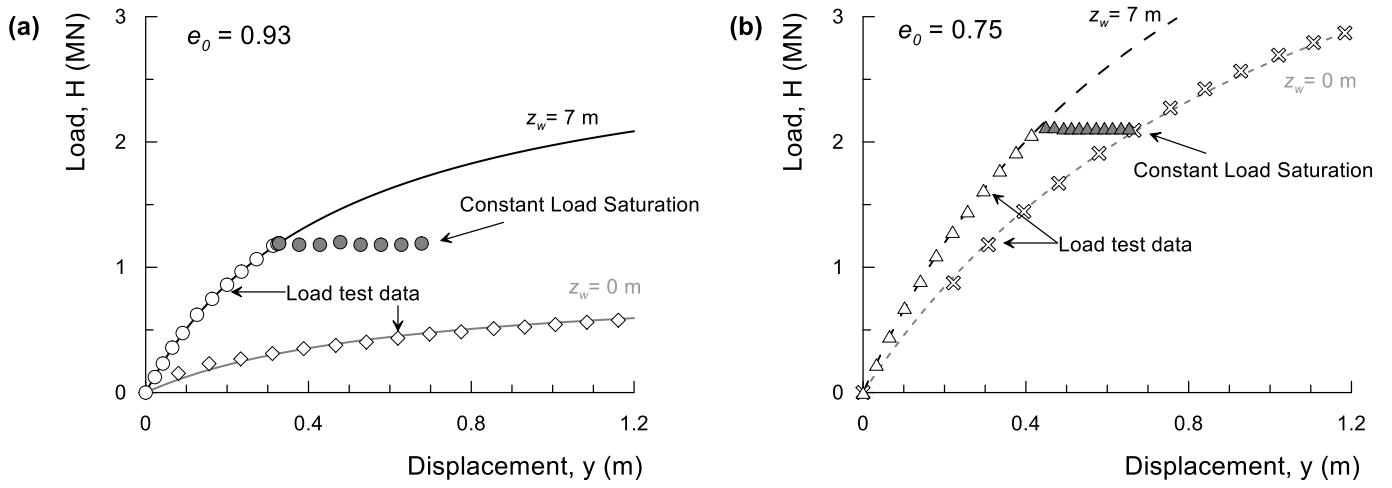 (a)
e0 = 0.93
Load, H (MN)
3
2
1
0
zw= 7 m
Constant Load Saturation
Load test data
zw= 0 m
0 0.4 0.8 1.2
Displacement, y (m)
(b)
e0 = 0.75
Load, H (MN)
3
2
1
0
zw= 7 m
zw= 0 m
Constant Load Saturation
Load test data
0 0.4 0.8 1.2
Displacement, y (m)